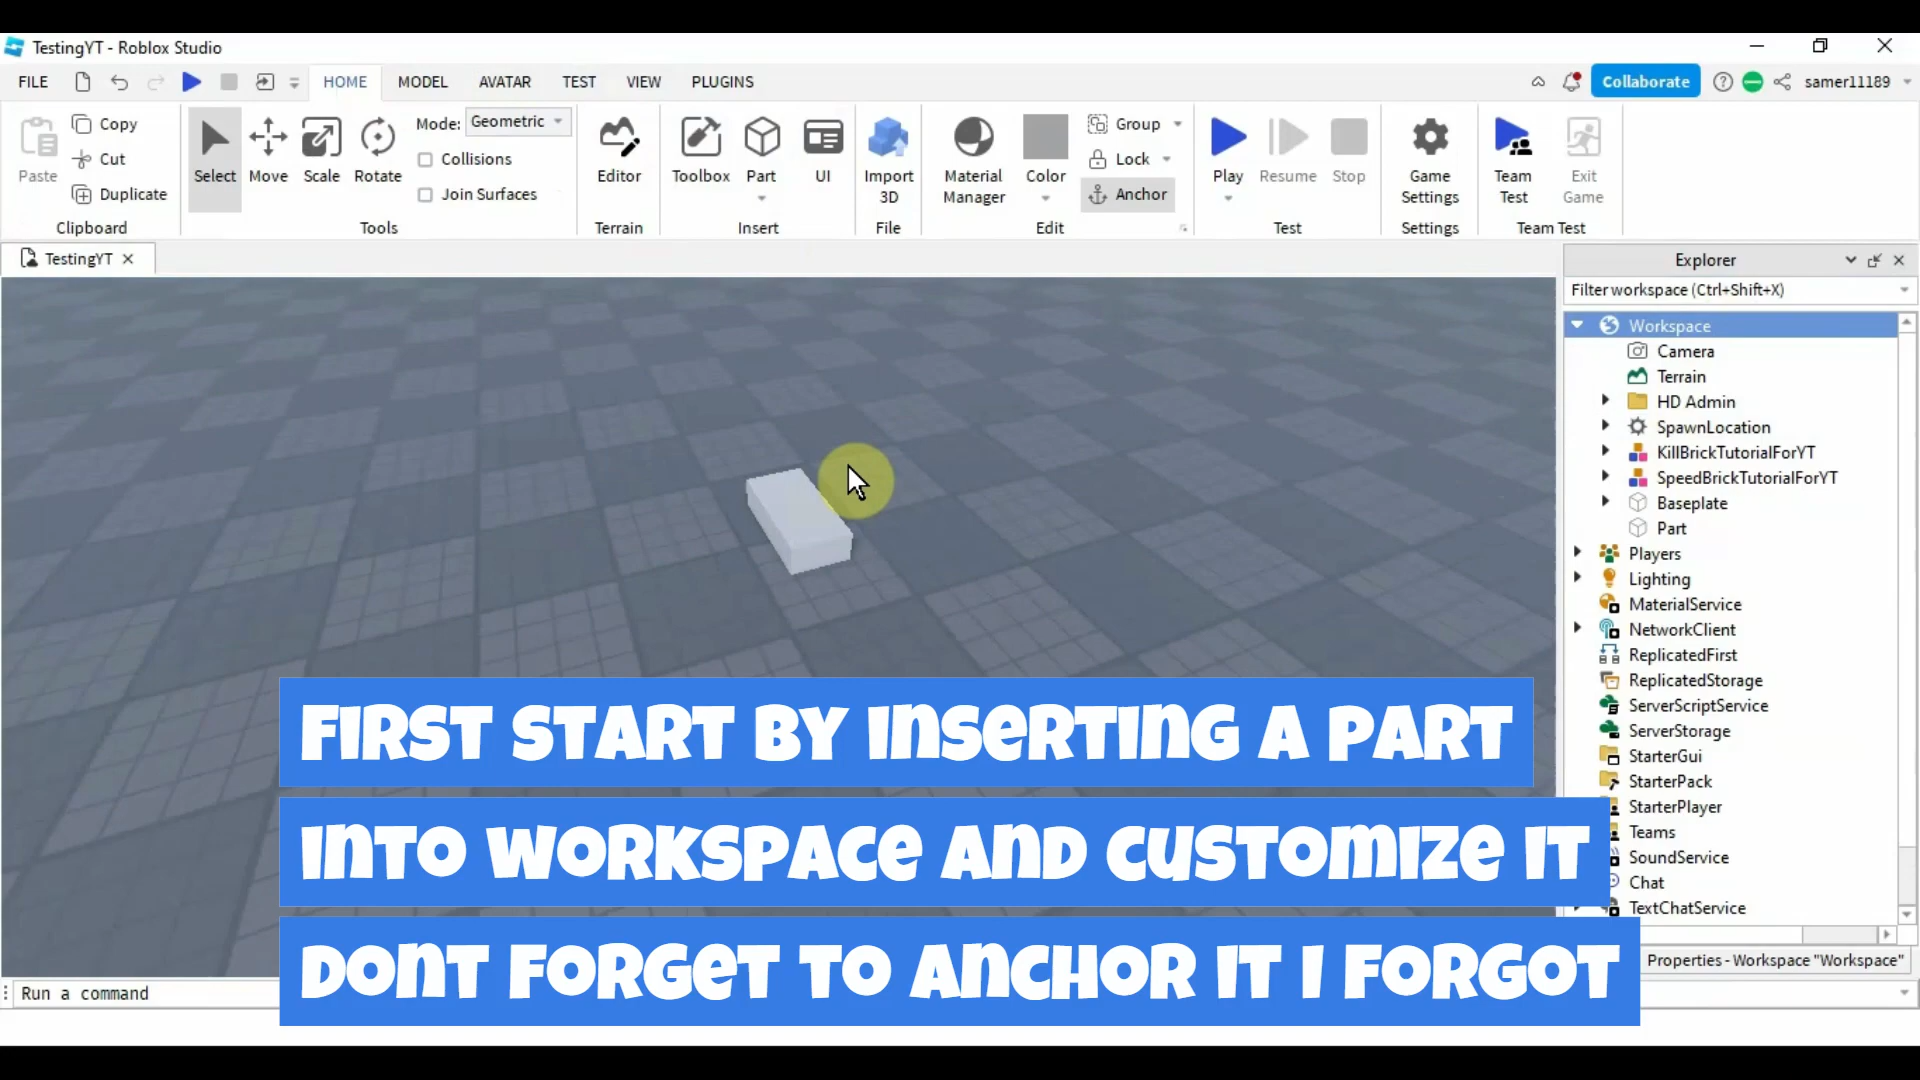 TestingYT - Roblox Studio
FILE HOME MODEL AVATAR TEST VIEW PLUGINS Collaborate samer11189
Paste Copy Cut Duplicate
Clipboard
Select Move Scale Rotate
Mode: Geometric
Collisions
Join Surfaces
Tools
Editor
Terrain
Toolbox Part UI
Insert
Import 3D
File
Material Manager Color
Group
Lock
Anchor
Edit
Play Resume Stop
Test
Game Settings
Settings
Team Test Exit Game
Team Test
TestingYT
Explorer
Filter workspace (Ctrl+Shift+X)
Workspace
Camera
Terrain
HD Admin
SpawnLocation
KillBrickTutorialForYT
SpeedBrickTutorialForYT
Baseplate
Part
Players
Lighting
MaterialService
NetworkClient
ReplicatedFirst
ReplicatedStorage
ServerScriptService
ServerStorage
StarterGui
StarterPack
StarterPlayer
Teams
SoundService
Chat
TextChatService
Properties - Workspace "Workspace"
FIRST START BY INSERTING A PART
INTO WORKSPACE AND CUSTOMIZE IT
DONT FORGET TO ANCHOR IT I FORGOT
Run a command